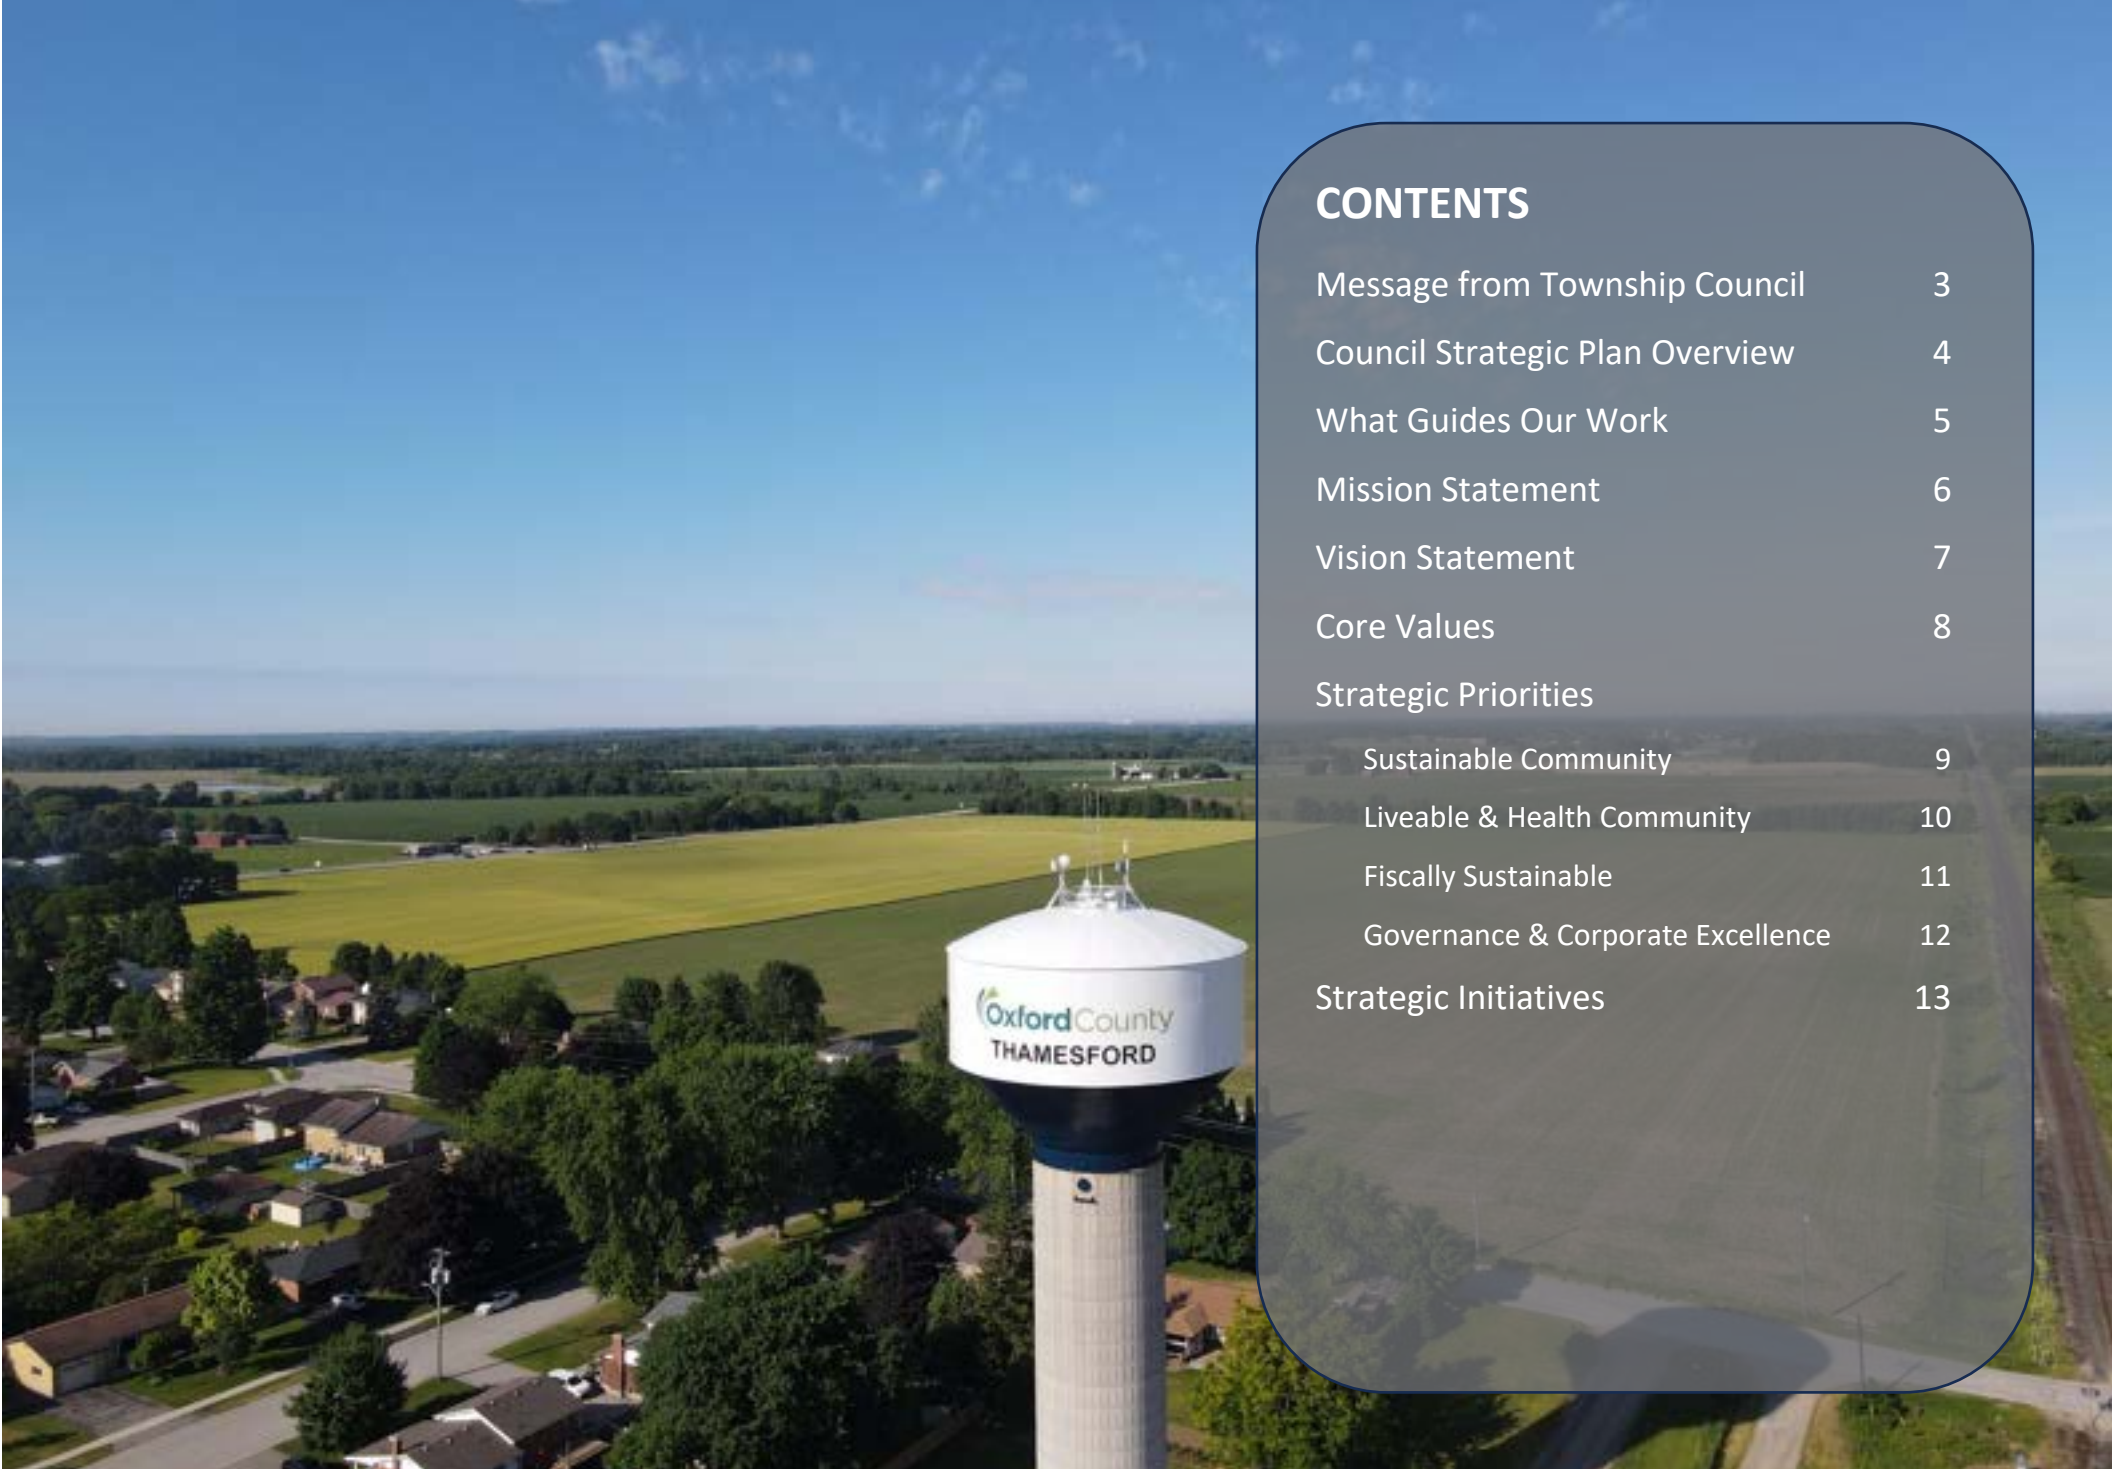 CONTENTS
Message from Township Council 3
Council Strategic Plan Overview 4
What Guides Our Work 5
Mission Statement 6
Vision Statement 7
Core Values 8
Strategic Priorities
Sustainable Community 9
Liveable & Health Community 10
Fiscally Sustainable 11
Governance & Corporate Excellence 12
Strategic Initiatives 13
Oxford County
THAMESFORD